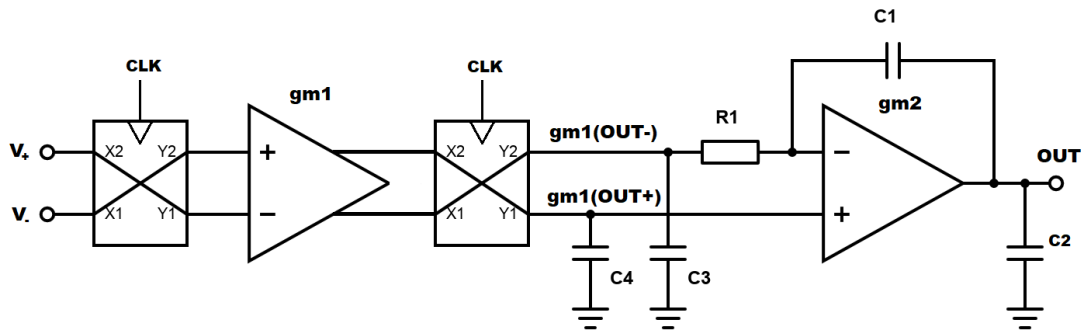 C1
CLK
CLK
gm1
gm2
R1
gm1(OUT-)
V+
X2
Y2
+
X2
Y2
−
OUT
gm1(OUT+)
V-
X1
Y1
−
X1
Y1
+
C2
C4
C3